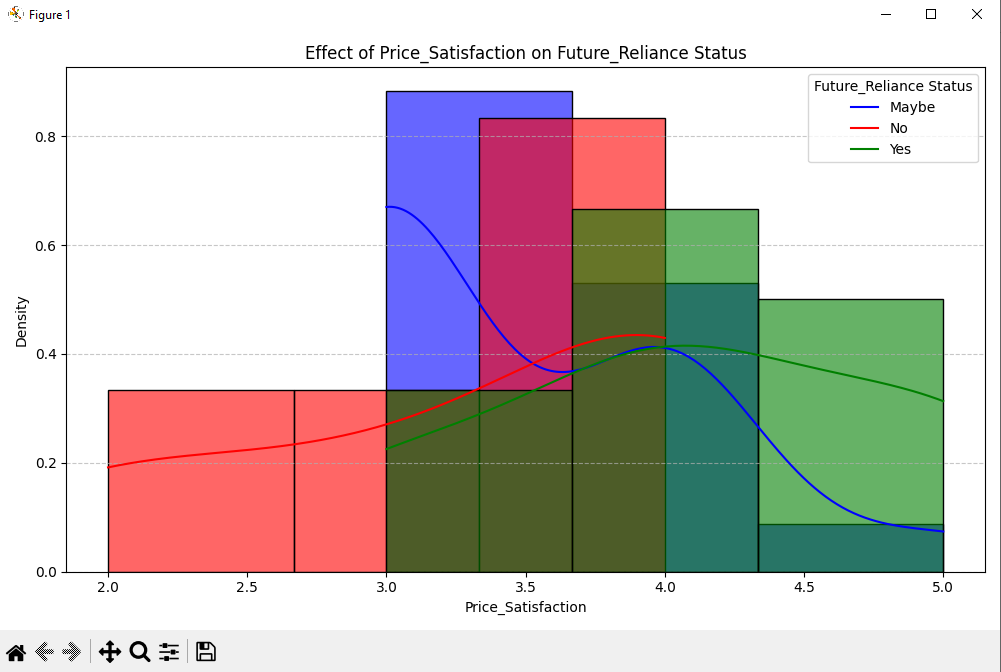 Figure 1
Effect of Price_Satisfaction on Future_Reliance Status
Future_Reliance Status
Maybe
No
Yes
Density
0.8
0.6
0.4
0.2
0.0
2.0 2.5 3.0 3.5 4.0 4.5 5.0
Price_Satisfaction